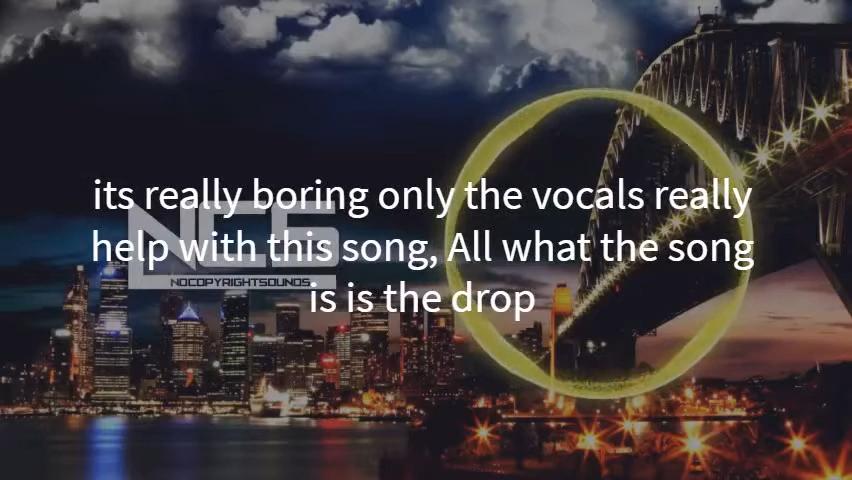 its really boring only the vocals really
help with this song, All what the song
is is the drop
NCS
NOCOPYRIGHTSOUNDS